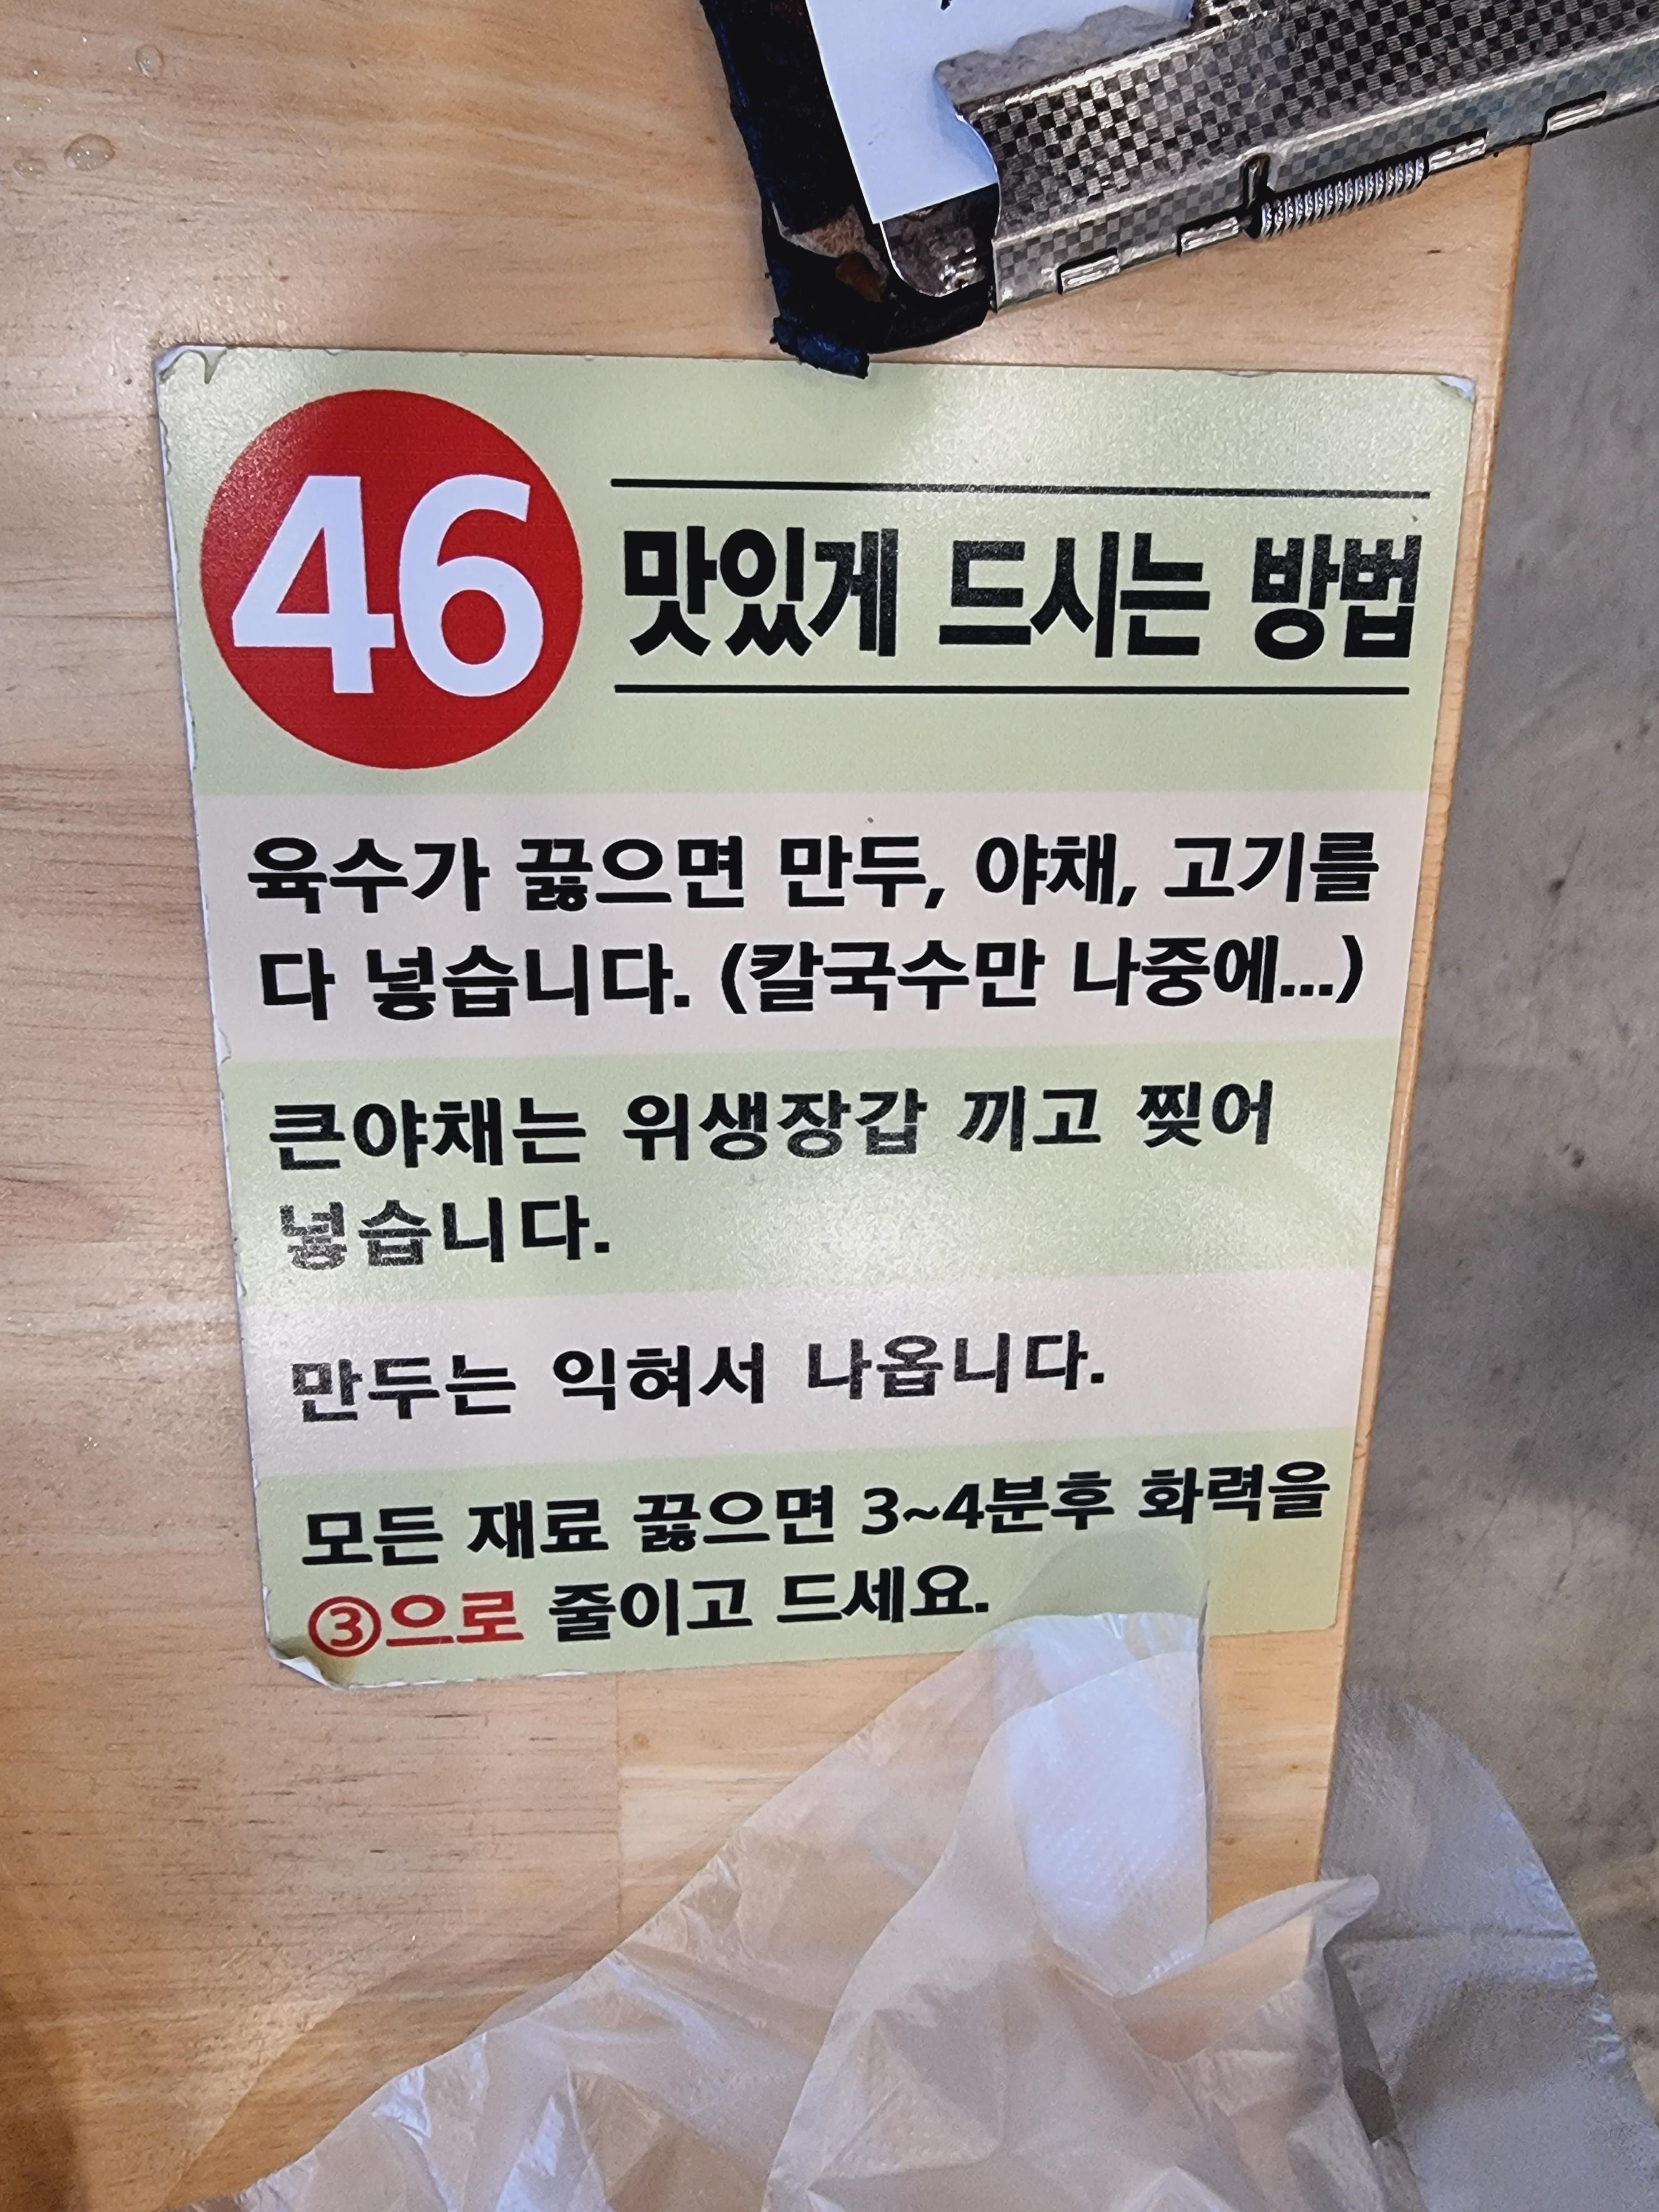 46
맛있게 드시는 방법
육수가 끓으면 만두, 야채, 고기를
다 넣습니다. (칼국수만 나중에...)
큰야채는 위생장갑 끼고 찢어
넣습니다.
만두는 익혀서 나옵니다.
모든 재료 끓으면 3~4분후 화력을
③으로 줄이고 드세요.